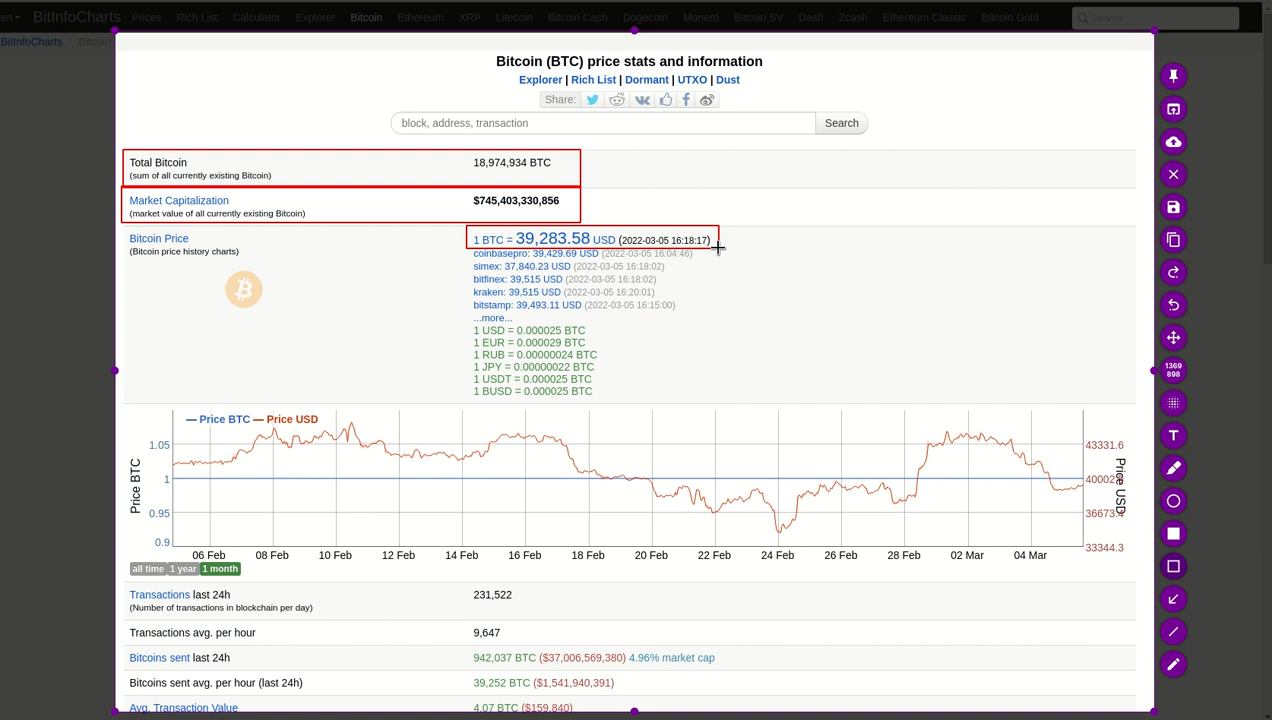 en
BitInfoCharts Prices Rich List Calculator Explorer Bitcoin Ethereum XRP Litecoin Bitcoin Cash Dogecoin Monero Bitcoin SV Dash Zcash Ethereum Classic Bitcoin Gold Search
BitInfoCharts / Bitcoin
Bitcoin (BTC) price stats and information
Explorer | Rich List | Dormant | UTXO | Dust
Share:
block, address, transaction Search
Total Bitcoin 18,974,934 BTC
(sum of all currently existing Bitcoin)
Market Capitalization $745,403,330,856
(market value of all currently existing Bitcoin)
Bitcoin Price 1 BTC = 39,283.58 USD (2022-03-05 16:18:17)
(Bitcoin price history charts) coinbasepro: 39,429.69 USD (2022-03-05 16:04:46)
simex: 37,840.23 USD (2022-03-05 16:18:02)
bitfinex: 39,515 USD (2022-03-05 16:18:02)
kraken: 39,515 USD (2022-03-05 16:20:01)
bitstamp: 39,493.11 USD (2022-03-05 16:15:00)
...more...
1 USD = 0.000025 BTC
1 EUR = 0.000029 BTC
1 RUB = 0.00000024 BTC
1 JPY = 0.00000022 BTC
1 USDT = 0.000025 BTC
1 BUSD = 0.000025 BTC
1369
898
Price BTC Price USD
1.05 43331.6
1 40002
0.95 36673.4
0.9 33344.3
Price BTC
Price USD
06 Feb 08 Feb 10 Feb 12 Feb 14 Feb 16 Feb 18 Feb 20 Feb 22 Feb 24 Feb 26 Feb 28 Feb 02 Mar 04 Mar
all time 1 year 1 month
Transactions last 24h 231,522
(Number of transactions in blockchain per day)
Transactions avg. per hour 9,647
Bitcoins sent last 24h 942,037 BTC ($37,006,569,380) 4.96% market cap
Bitcoins sent avg. per hour (last 24h) 39,252 BTC ($1,541,940,391)
Avg. Transaction Value 4.07 BTC ($159,840)
T